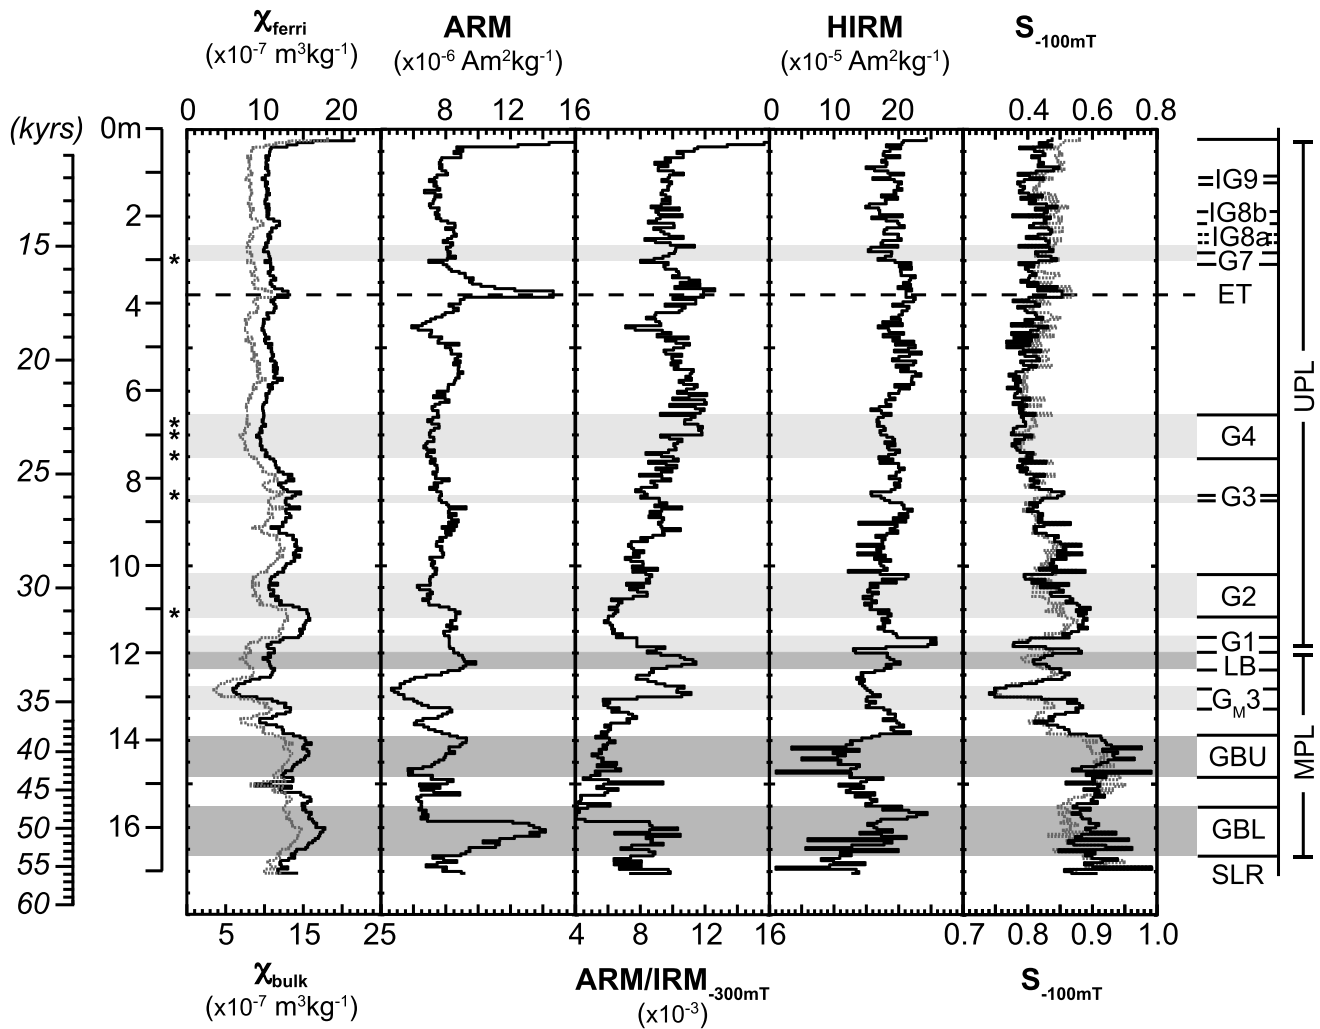 χferri ARM HIRM S-100mT
(x10-7 m3kg-1) (x10-6 Am2kg-1) (x10-5 Am2kg-1)
0 10 20 8 12 16 0 10 20 0.4 0.6 0.8
(kyrs) 0m
IG9
2 IG8b
15 IG8a
* G7
ET
4
20
6
*
* G4
*
25 8
* G3
10
30 G2
*
G1
12 LB
35 GM3
14
40 GBU
45
50 16 GBL
55 SLR
60
UPL
MPL
5 15 25 4 8 12 16 0.7 0.8 0.9 1.0
χbulk ARM/IRM-300mT S-100mT
(x10-7 m3kg-1) (x10-3)